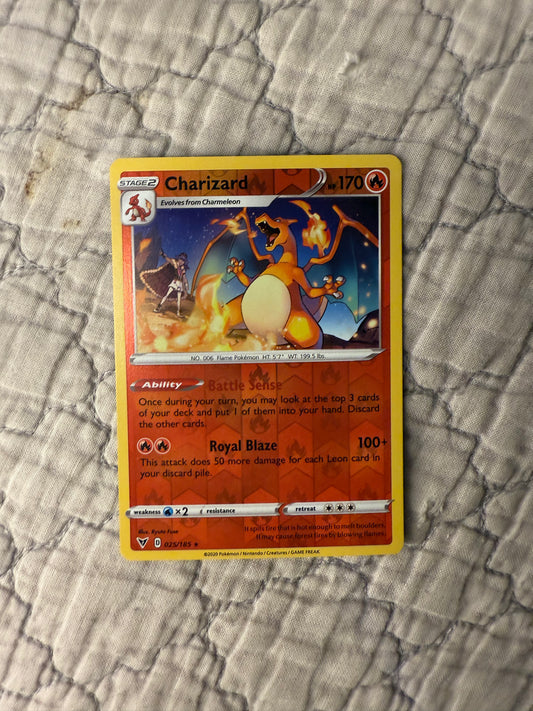 STAGE2 Charizard HP 170
Evolves from Charmeleon
NO. 006 Flame Pokémon HT: 5'7" WT: 199.5 lbs.
Ability Battle Sense
Once during your turn, you may look at the top 3 cards
of your deck and put 1 of them into your hand. Discard
the other cards.
Royal Blaze 100+
This attack does 50 more damage for each Leon card in
your discard pile.
weakness ×2 resistance retreat
Illus. Ryuta Fuse
It spits fire that is hot enough to melt boulders.
It may cause forest fires by blowing flames.
D 025/185 ★
©2020 Pokémon / Nintendo / Creatures / GAME FREAK